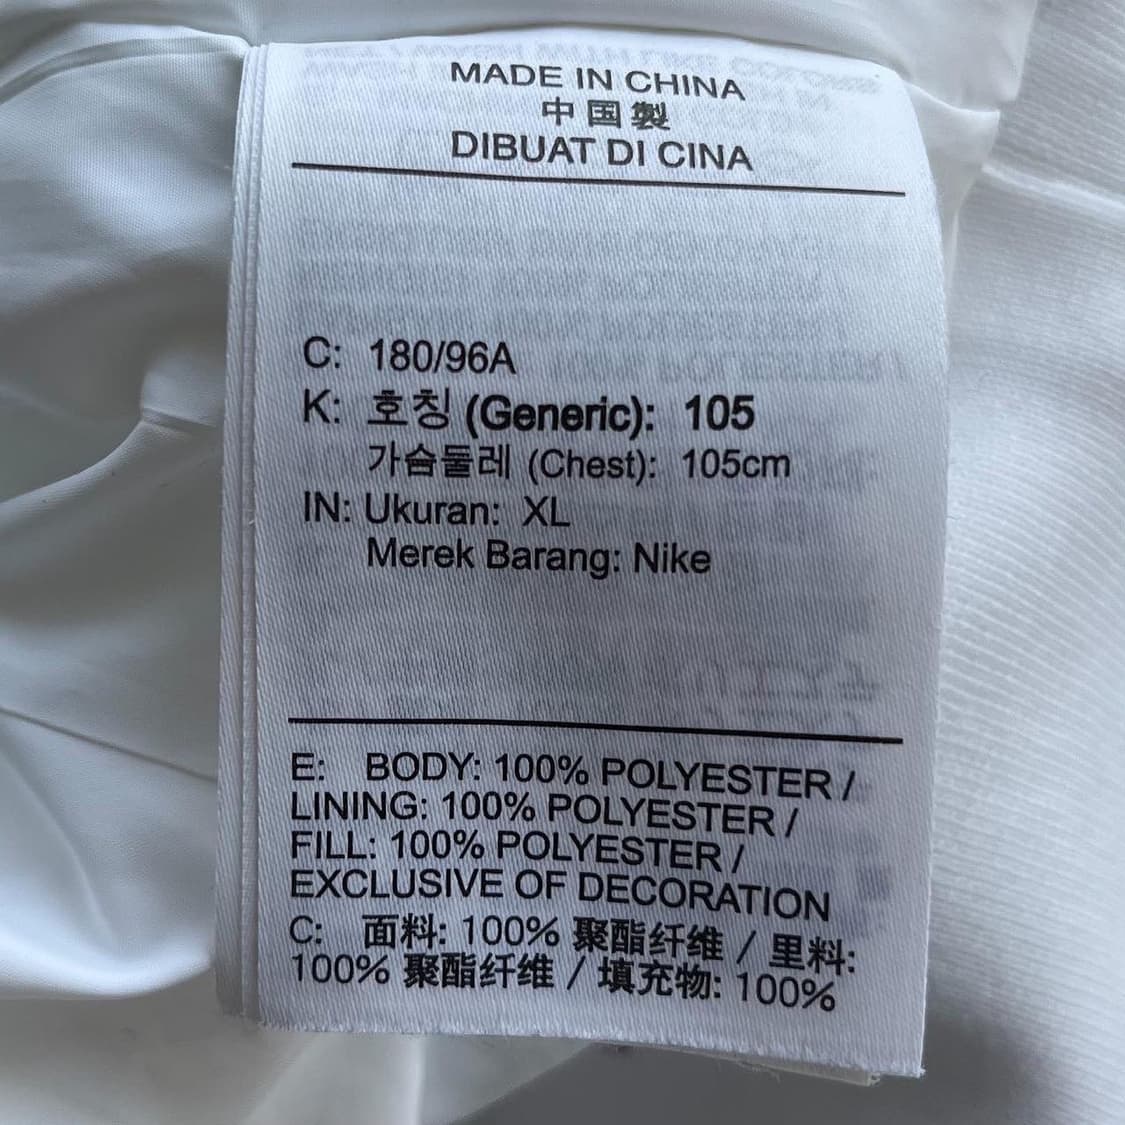 MADE IN CHINA
中国製
DIBUAT DI CINA
C: 180/96A
K: 호칭 (Generic): 105
가슴둘레 (Chest): 105cm
IN: Ukuran: XL
Merek Barang: Nike
E: BODY: 100% POLYESTER /
LINING: 100% POLYESTER /
FILL: 100% POLYESTER /
EXCLUSIVE OF DECORATION
C: 面料: 100% 聚酯纤维 / 里料:
100% 聚酯纤维 / 填充物: 100%